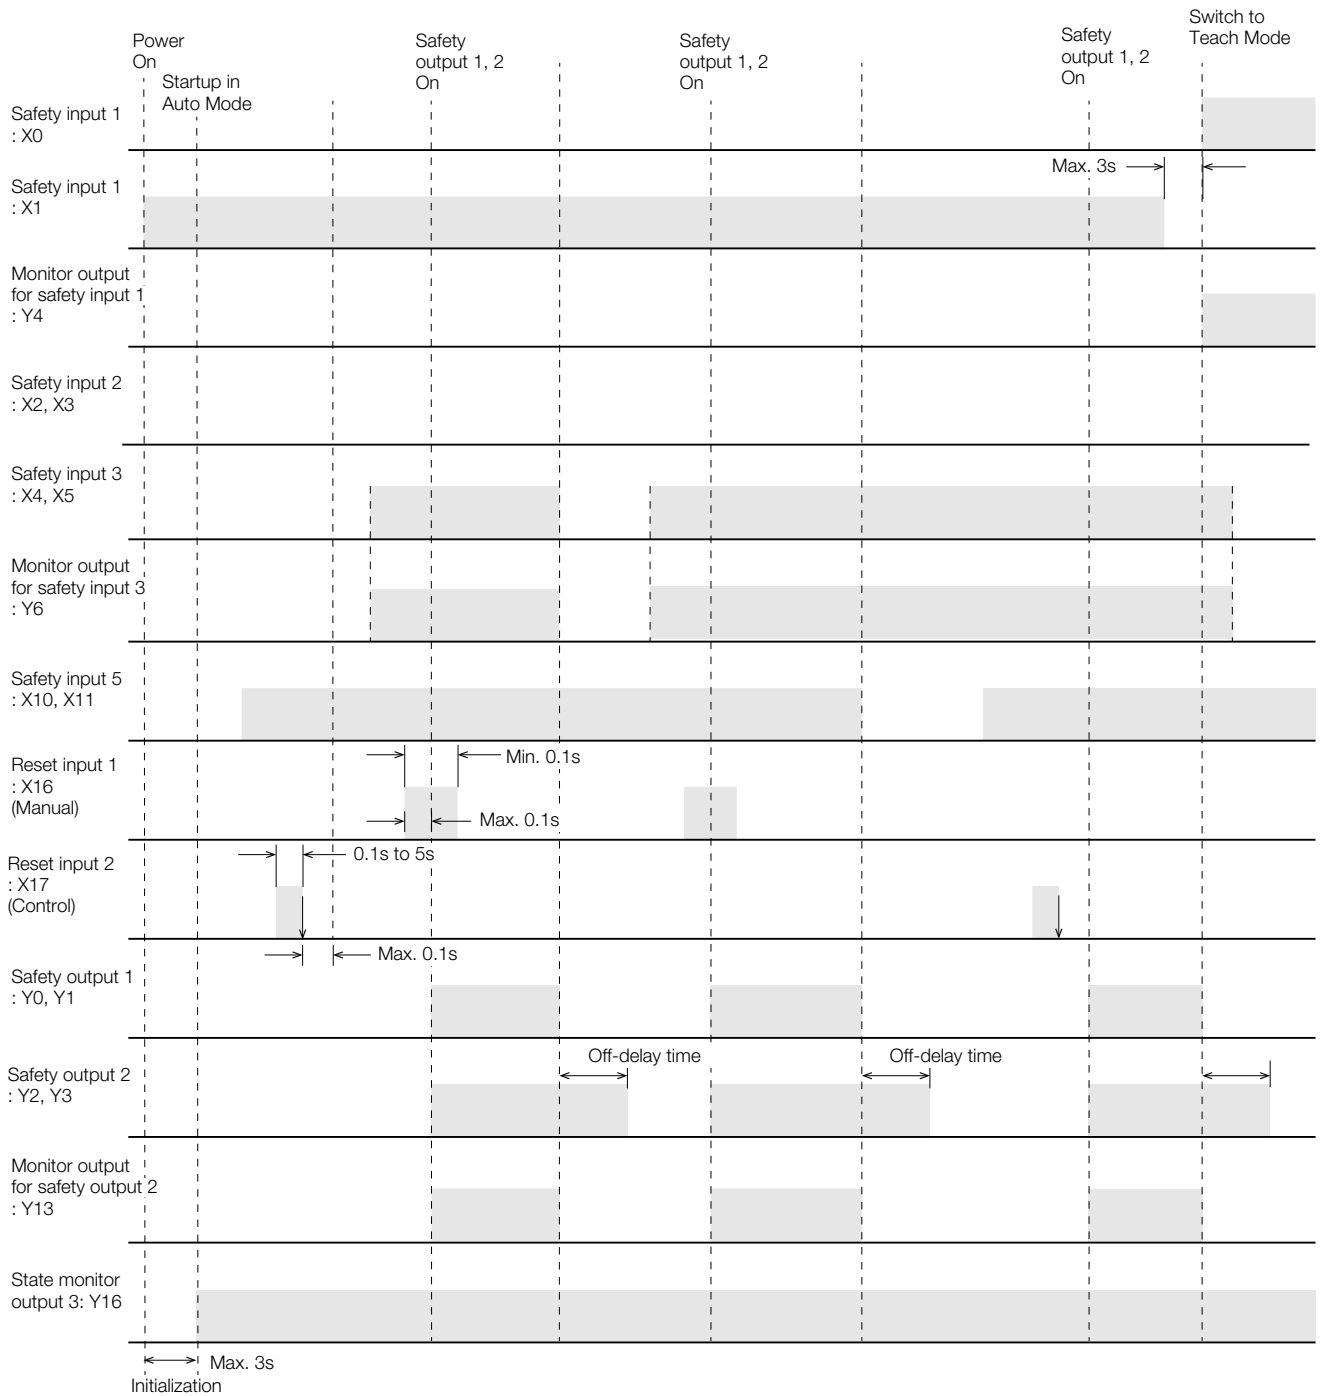 Power
On
Startup in
Auto Mode
Safety
output 1, 2
On
Safety
output 1, 2
On
Safety
output 1, 2
On
Switch to
Teach Mode
Safety input 1
: X0
Safety input 1
: X1
Max. 3s
Monitor output
for safety input 1
: Y4
Safety input 2
: X2, X3
Safety input 3
: X4, X5
Monitor output
for safety input 3
: Y6
Safety input 5
: X10, X11
Reset input 1
: X16
(Manual)
Min. 0.1s
Max. 0.1s
Reset input 2
: X17
(Control)
0.1s to 5s
Max. 0.1s
Safety output 1
: Y0, Y1
Safety output 2
: Y2, Y3
Off-delay time
Off-delay time
Monitor output
for safety output 2
: Y13
State monitor
output 3: Y16
Max. 3s
Initialization